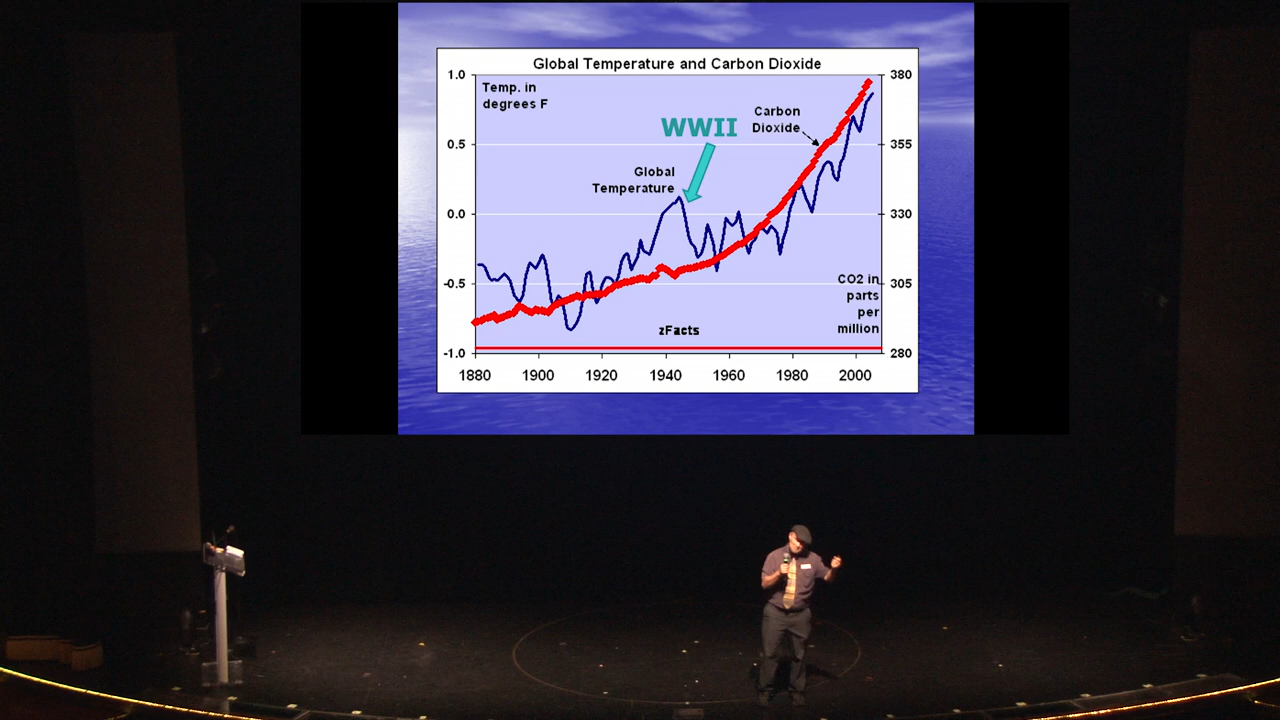 Global Temperature and Carbon Dioxide
1.0
380
Temp. in
degrees F
Carbon
Dioxide
WWII
0.5
355
Global
Temperature
0.0
330
-0.5
305
CO2 in
parts
per
million
zFacts
-1.0
280
1880 1900 1920 1940 1960 1980 2000